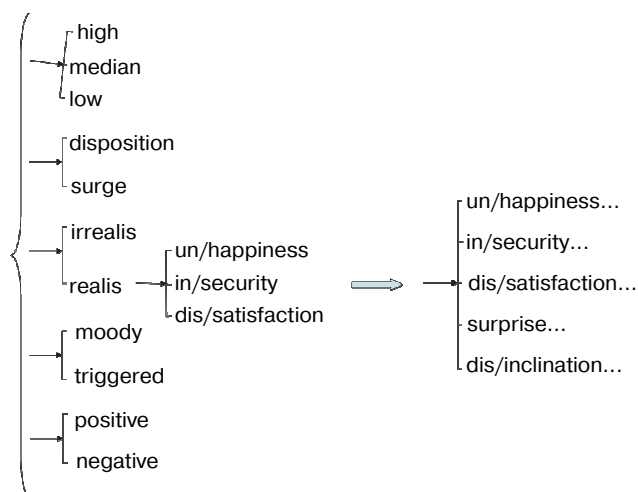 high
median
low
disposition
surge
irrealis
realis
un/happiness
in/security
dis/satisfaction
moody
triggered
positive
negative
un/happiness…
in/security…
dis/satisfaction…
surprise…
dis/inclination…